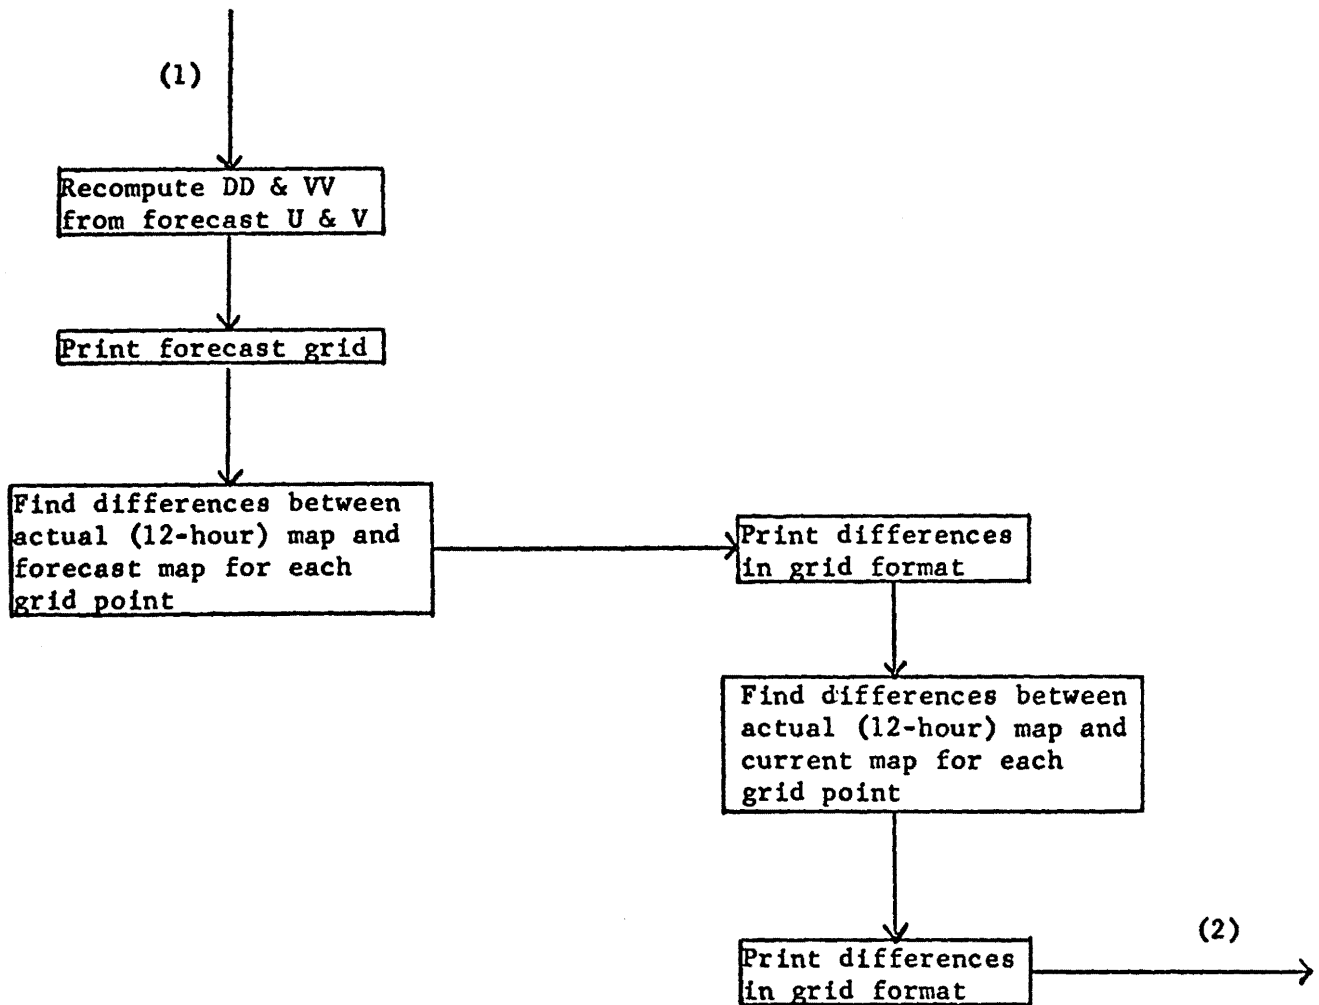 (1)
Recompute DD & VV
from forecast U & V
Print forecast grid
Find differences between
actual (12-hour) map and
forecast map for each
grid point
Print differences
in grid format
Find differences between
actual (12-hour) map and
current map for each
grid point
Print differences
in grid format
(2)